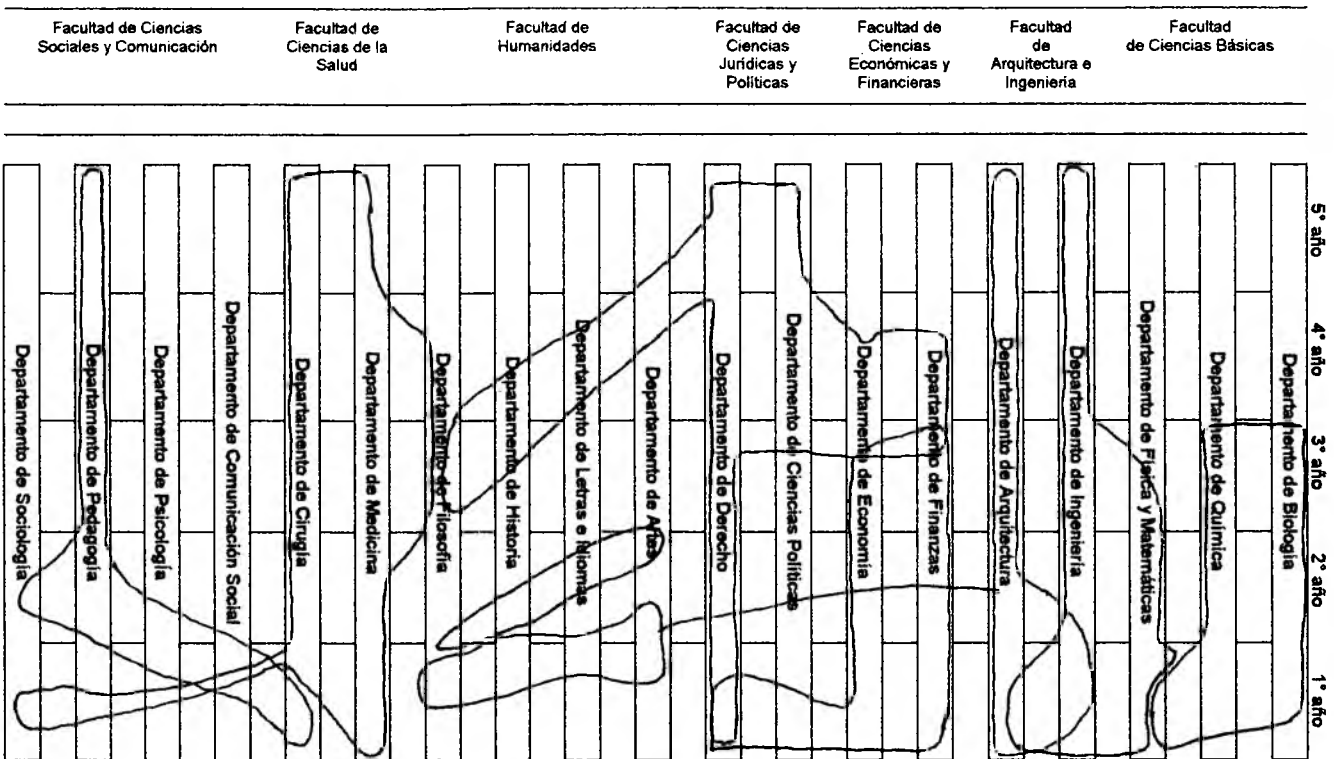 Facultad de Ciencias
Sociales y Comunicación
Facultad de
Ciencias de la
Salud
Facultad de
Humanidades
Facultad de
Ciencias
Jurídicas y
Políticas
Facultad de
Ciencias
Económicas y
Financieras
Facultad
de
Arquitectura e
Ingeniería
Facultad
de Ciencias Básicas
Departamento de Sociología
Departamento de Pedagogía
Departamento de Psicología
Departamento de Comunicación Social
Departamento de Cirugía
Departamento de Medicina
Departamento de Filosofía
Departamento de Historia
Departamento de Letras e Idiomas
Departamento de Artes
Departamento de Derecho
Departamento de Ciencias Políticas
Departamento de Economía
Departamento de Finanzas
Departamento de Arquitectura
Departamento de Ingeniería
Departamento de Física y Matemáticas
Departamento de Química
Departamento de Biología
5° año
4° año
3° año
2° año
1° año